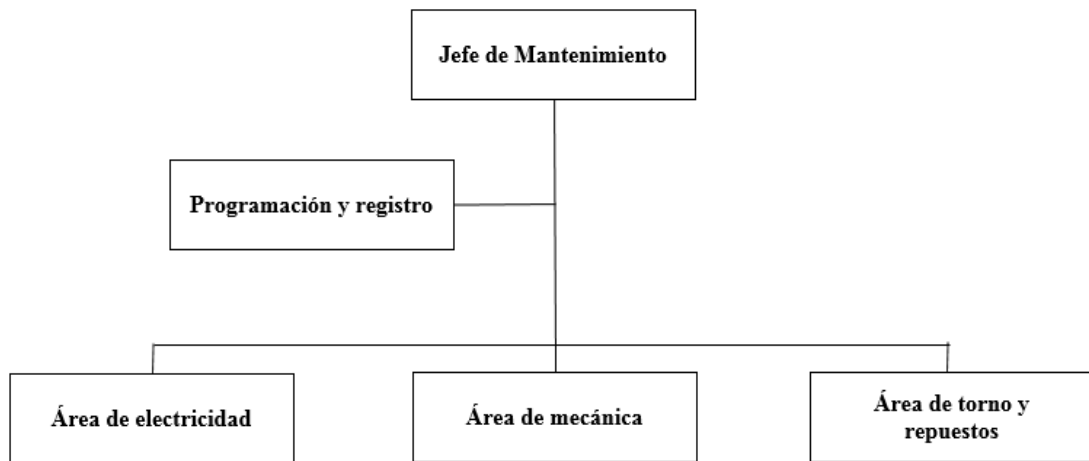 Jefe de Mantenimiento
Programación y registro
Área de electricidad
Área de mecánica
Área de torno y
repuestos